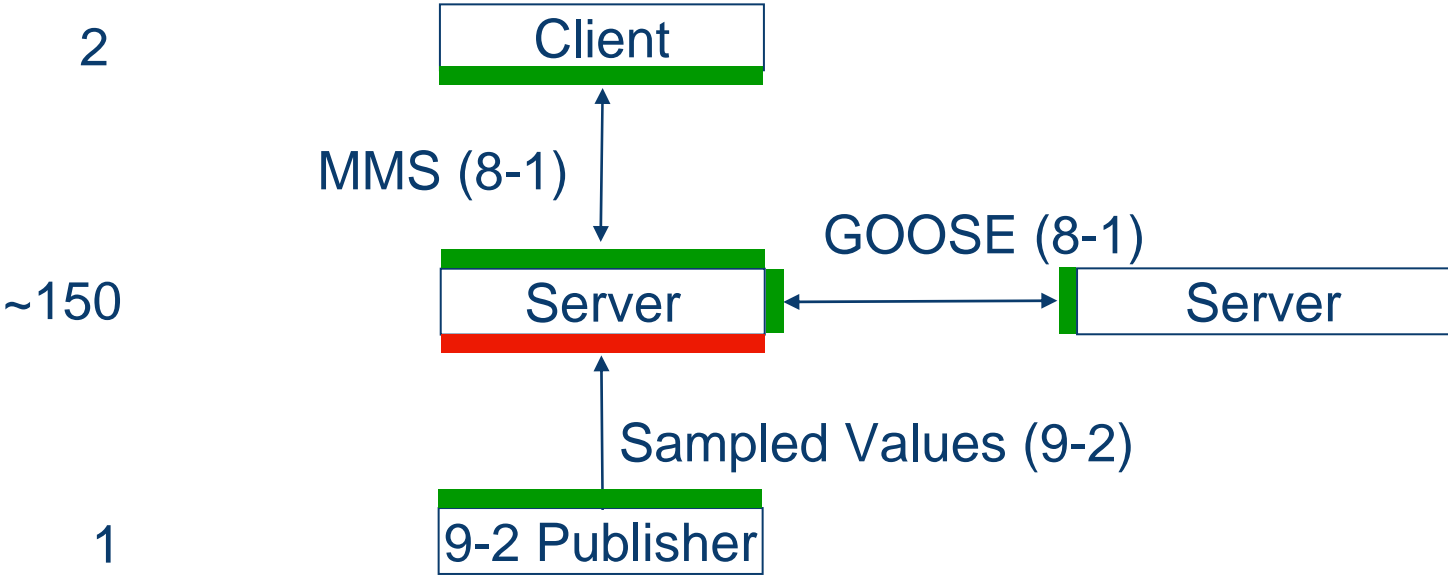 2
Client
MMS (8-1)
GOOSE (8-1)
~150
Server
Server
Sampled Values (9-2)
1
9-2 Publisher